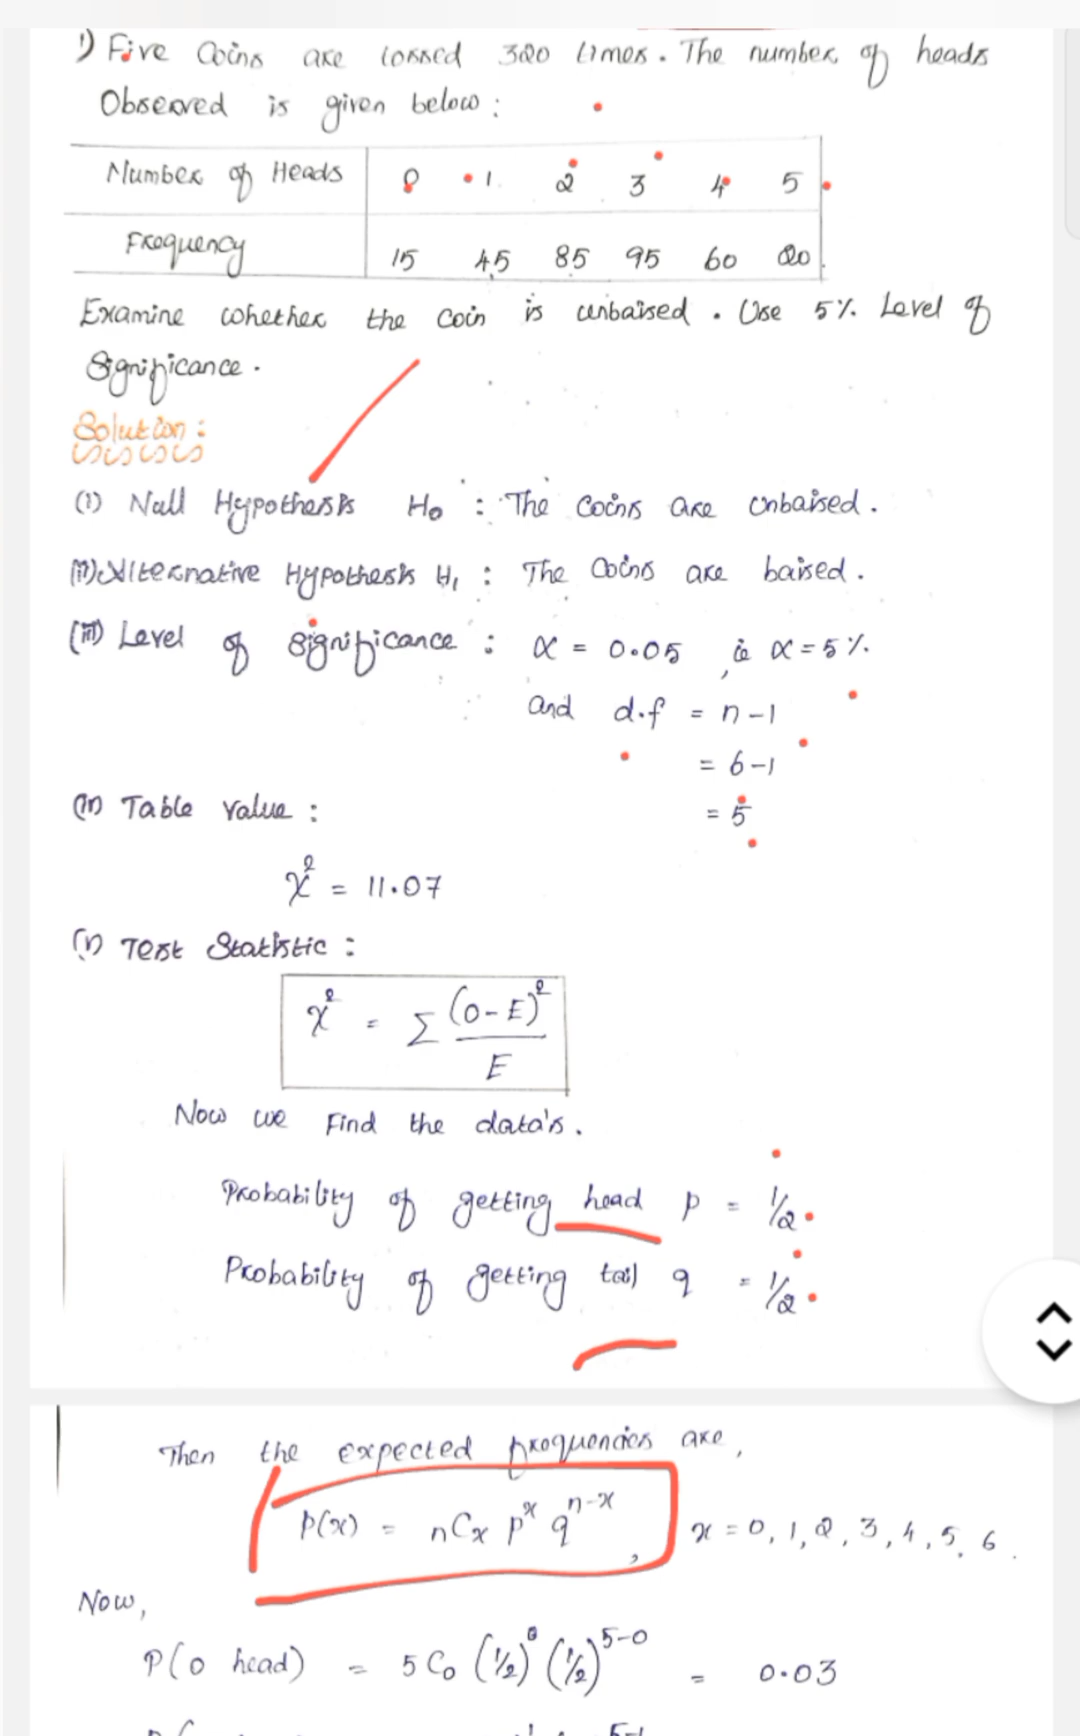 1) Five Coins are tossed 320 times. The number of heads
Observed is given below:
Number of Heads 0 1 2 3 4 5
Frequency 15 45 85 95 60 20
Examine whether the coin is unbaised. Use 5% Level of
Significance.
Solution:
(i) Null Hypothesis H₀ : The Coins are unbaised.
(ii) Alternative Hypothesis H₁ : The Coins are baised.
(iii) Level of significance : α = 0.05, ie α = 5%.
and d.f = n-1
= 6-1
= 5
(iv) Table value :
χ² = 11.07
(v) Test Statistic :
χ² = Σ (O-E)² / E
Now we Find the data's.
Probability of getting head p = 1/2.
Probability of getting tail q = 1/2.
Then the expected frequencies are,
P(x) = nCx p^x q^n-x, x = 0, 1, 2, 3, 4, 5, 6.
Now,
P(0 head) = 5C₀ (1/2)⁰ (1/2)⁵⁻⁰ = 0.03